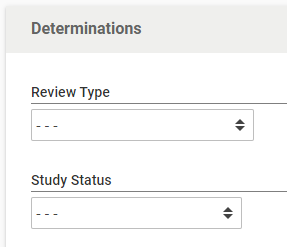 Determinations
Review Type
- - -
Study Status
- - -